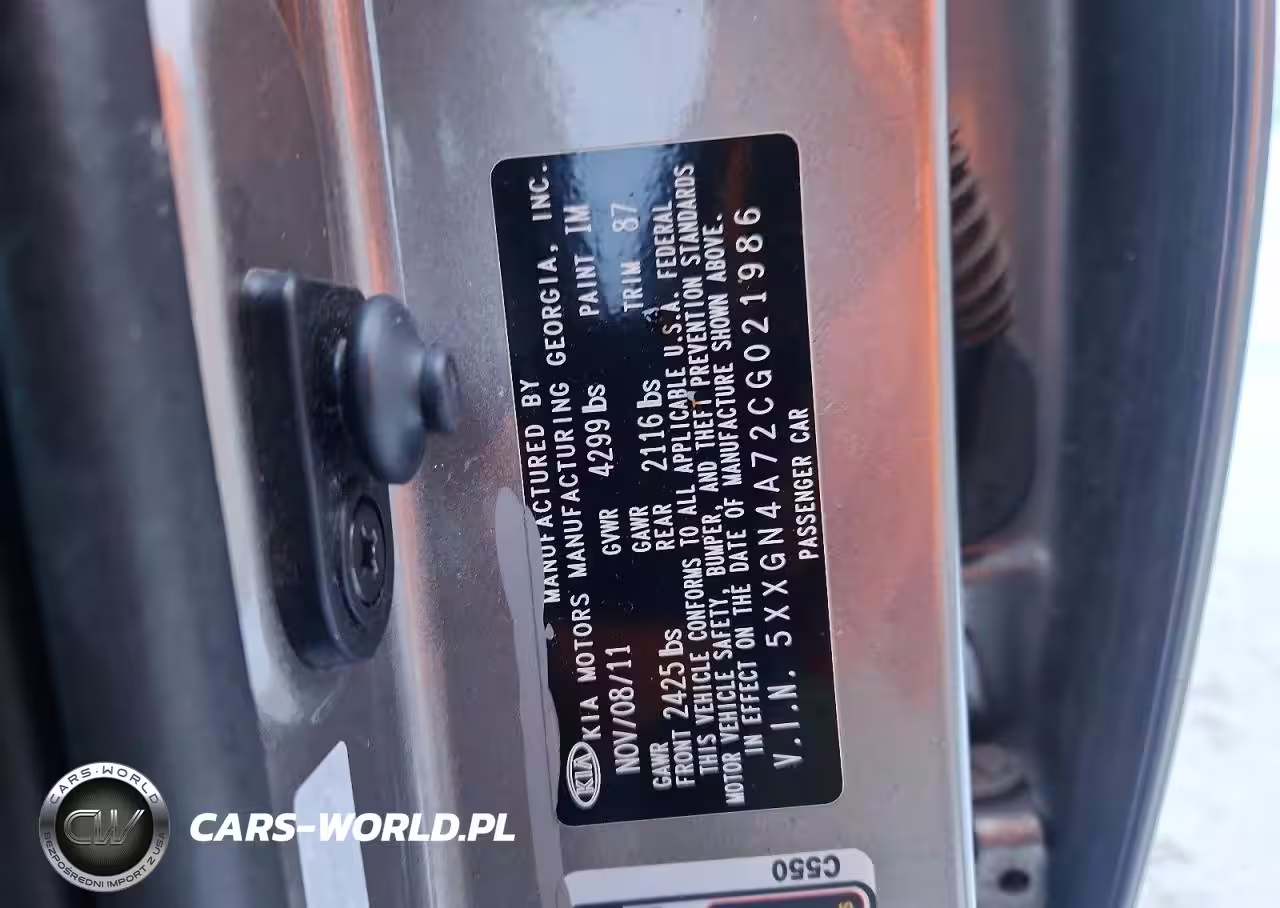 MANUFACTURED BY
KIA KIA MOTORS MANUFACTURING GEORGIA, INC.
NOV/08/11 GVWR 4299lbs PAINT IM
GAWR FRONT 2425lbs GAWR REAR 2116lbs TRIM 87
THIS VEHICLE CONFORMS TO ALL APPLICABLE U.S.A. FEDERAL
MOTOR VEHICLE SAFETY, BUMPER, AND THEFT PREVENTION STANDARDS
IN EFFECT ON THE DATE OF MANUFACTURE SHOWN ABOVE.
V.I.N. 5XXGN4A72CG021986
PASSENGER CAR
C550
CARS-WORLD
CW
BEZPOŚREDNI IMPORT Z USA
CARS-WORLD.PL